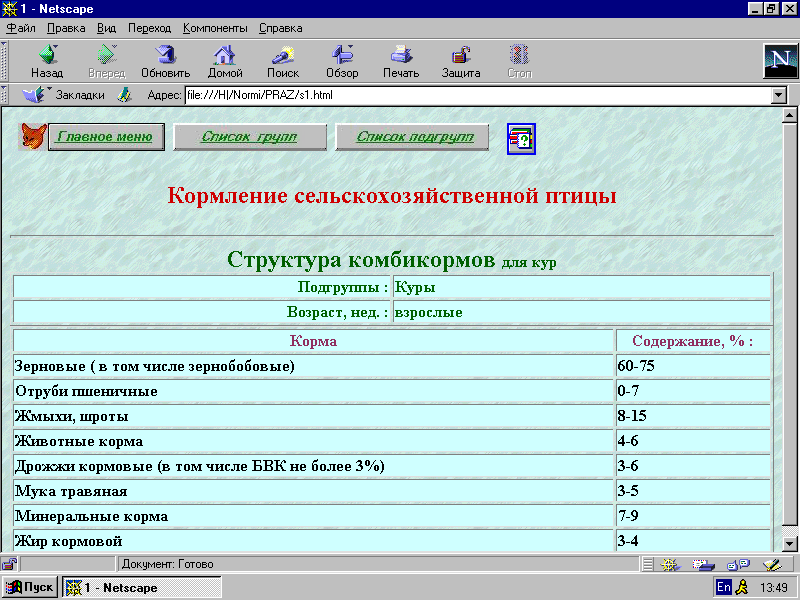 1 - Netscape
Файл Правка Вид Переход Компоненты Справка
Назад Вперед Обновить Домой Поиск Обзор Печать Защита Стоп
N
Закладки Адрес: file:///H|/Normi/PRAZ/s1.html
Главное меню Список групп Список подгрупп
Кормление сельскохозяйственной птицы
Структура комбикормов для кур
Подгруппы : Куры
Возраст, нед. : взрослые
Корма Содержание, % :
Зерновые ( в том числе зернобобовые) 60-75
Отруби пшеничные 0-7
Жмыхи, шроты 8-15
Животные корма 4-6
Дрожжи кормовые (в том числе БВК не более 3%) 3-6
Мука травяная 3-5
Минеральные корма 7-9
Жир кормовой 3-4
Документ: Готово
Пуск 1 - Netscape En 13:49